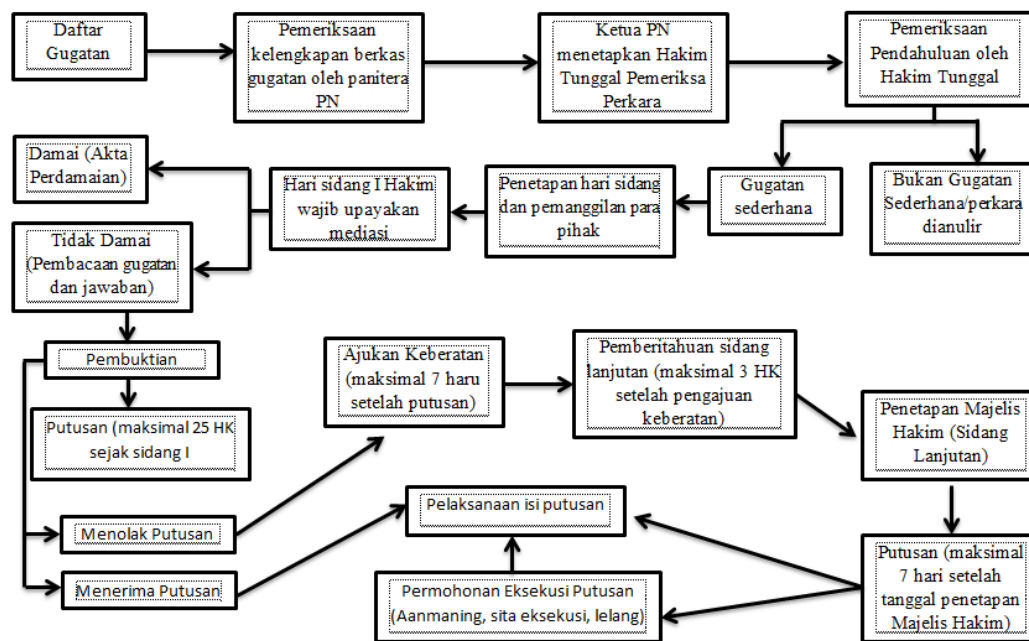 Daftar
Gugatan
Pemeriksaan
kelengkapan berkas
gugatan oleh panitera
PN
Ketua PN
menetapkan Hakim
Tunggal Pemeriksa
Perkara
Pemeriksaan
Pendahuluan oleh
Hakim Tunggal
Damai (Akta
Perdamaian)
Hari sidang I Hakim
wajib upayakan
mediasi
Penetapan hari sidang
dan pemanggilan para
pihak
Gugatan
sederhana
Bukan Gugatan
Sederhana/perkara
dianulir
Tidak Damai
(Pembacaan gugatan
dan jawaban)
Pembuktian
Putusan (maksimal 25 HK
sejak sidang I
Ajukan Keberatan
(maksimal 7 haru
setelah putusan)
Pemberitahuan sidang
lanjutan (maksimal 3 HK
setelah pengajuan
keberatan)
Penetapan Majelis
Hakim (Sidang
Lanjutan)
Menolak Putusan
Menerima Putusan
Pelaksanaan isi putusan
Permohonan Eksekusi Putusan
(Aanmaning, sita eksekusi, lelang)
Putusan (maksimal
7 hari setelah
tanggal penetapan
Majelis Hakim)